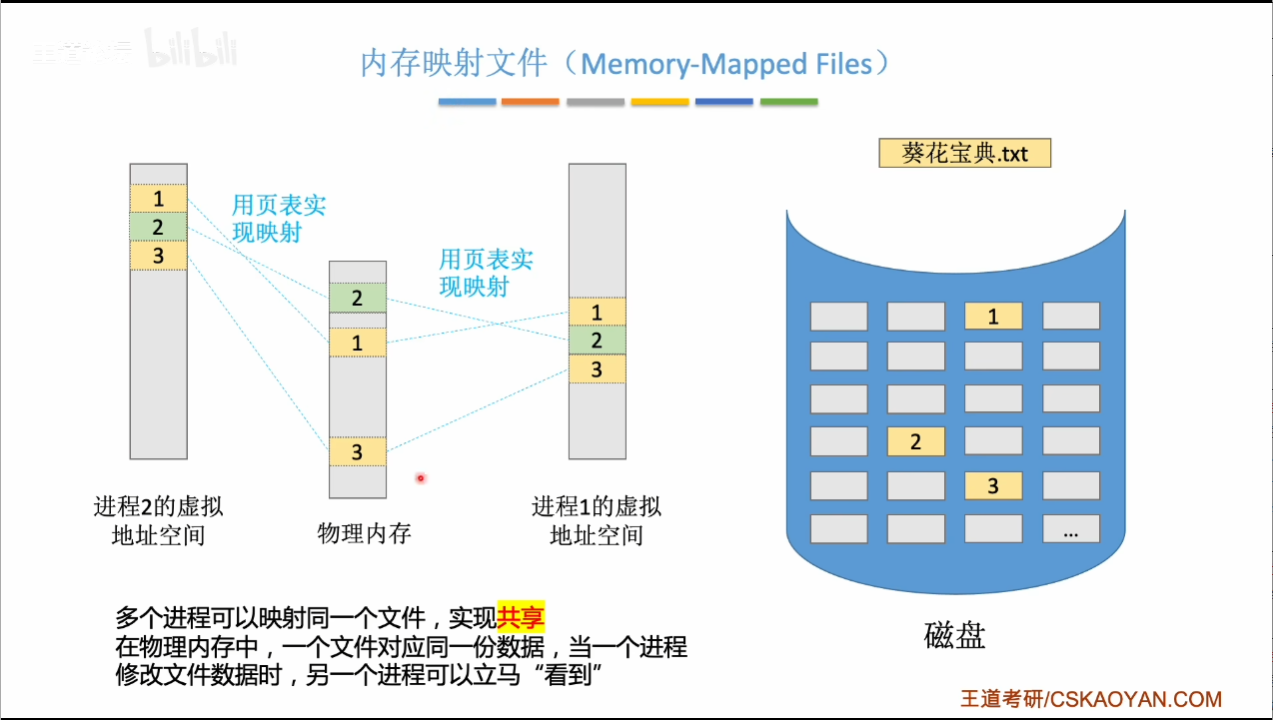 bilibili
内存映射文件（Memory-Mapped Files）
葵花宝典.txt
1
2
3
用页表实
现映射
2
1
3
用页表实
现映射
1
2
3
1
2
3
...
进程2的虚拟
地址空间
物理内存
进程1的虚拟
地址空间
磁盘
多个进程可以映射同一个文件，实现共享
在物理内存中，一个文件对应同一份数据，当一个进程
修改文件数据时，另一个进程可以立马“看到”
王道考研/CSKAOYAN.COM